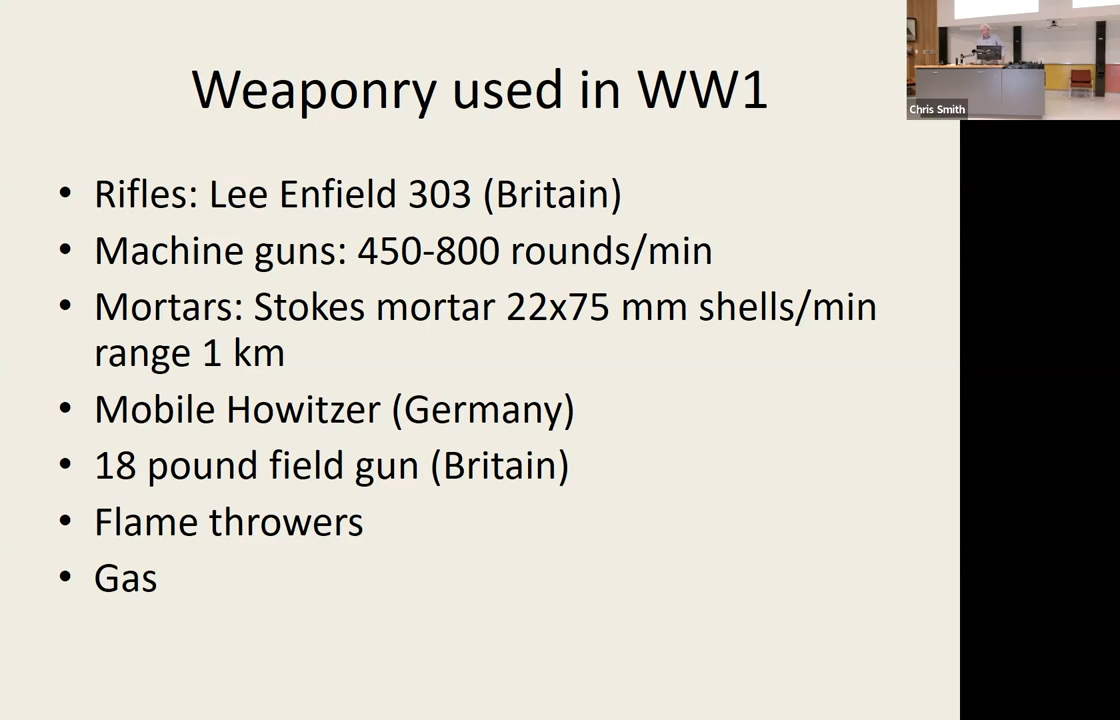 Weaponry used in WW1
• Rifles: Lee Enfield 303 (Britain)
• Machine guns: 450-800 rounds/min
• Mortars: Stokes mortar 22x75 mm shells/min
range 1 km
• Mobile Howitzer (Germany)
• 18 pound field gun (Britain)
• Flame throwers
• Gas
Chris Smith